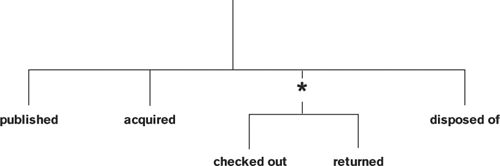 *
published acquired disposed of
checked out returned